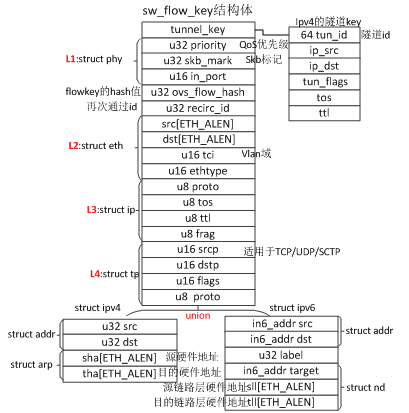 sw_flow_key结构体
tunnel_key
u32 priority
QoS优先级
L1:struct phy
u32 skb_mark
Skb标记
u16 in_port
flowkey的hash值
u32 ovs_flow_hash
再次通过id
u32 recirc_id
src[ETH_ALEN]
dst[ETH_ALEN]
L2:struct eth
u16 tci
Vlan域
u16 ethtype
u8 proto
L3:struct ip
u8 tos
u8 ttl
u8 frag
u16 srcp
适用于TCP/UDP/SCTP
L4:struct tp
u16 dstp
u16 flags
u8 proto
Ipv4的隧道key
64 tun_id
隧道id
ip_src
ip_dst
tun_flags
tos
ttl
union
struct ipv4
struct addr
u32 src
u32 dst
struct arp
sha[ETH_ALEN]
源硬件地址
tha[ETH_ALEN]
目的硬件地址
struct ipv6
in6_addr src
in6_addr dst
struct addr
u32 label
in6_addr target
struct nd
源链路层硬件地址
sll[ETH_ALEN]
目的链路层硬件地址
tll[ETH_ALEN]